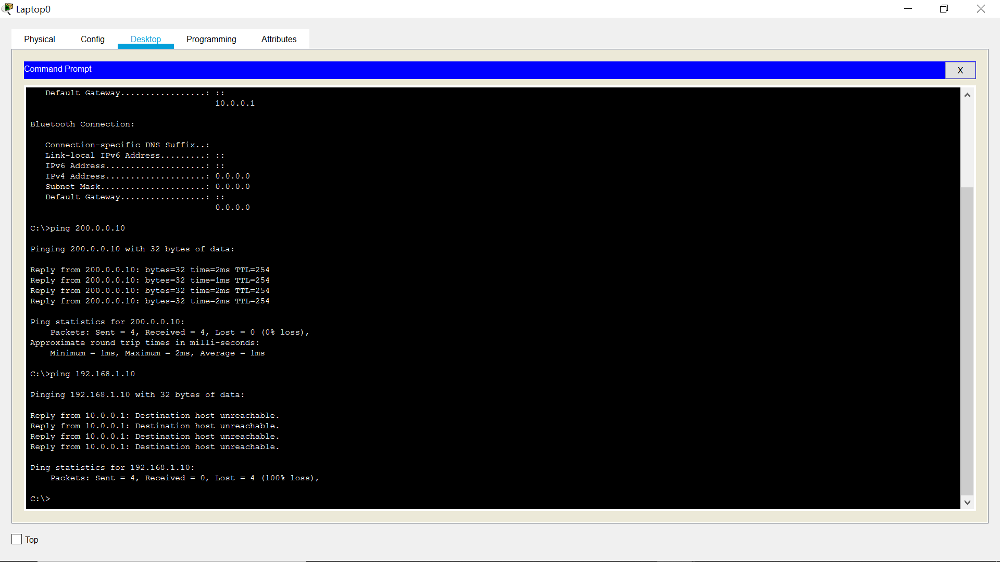 Laptop0
Physical Config Desktop Programming Attributes
Command Prompt
X
Default Gateway.................: ::
10.0.0.1
Bluetooth Connection:
Connection-specific DNS Suffix..:
Link-local IPv6 Address.........: ::
IPv6 Address....................: ::
IPv4 Address....................: 0.0.0.0
Subnet Mask.....................: 0.0.0.0
Default Gateway.................: ::
0.0.0.0
C:\>ping 200.0.0.10
Pinging 200.0.0.10 with 32 bytes of data:
Reply from 200.0.0.10: bytes=32 time=2ms TTL=254
Reply from 200.0.0.10: bytes=32 time=1ms TTL=254
Reply from 200.0.0.10: bytes=32 time=2ms TTL=254
Reply from 200.0.0.10: bytes=32 time=2ms TTL=254
Ping statistics for 200.0.0.10:
Packets: Sent = 4, Received = 4, Lost = 0 (0% loss),
Approximate round trip times in milli-seconds:
Minimum = 1ms, Maximum = 2ms, Average = 1ms
C:\>ping 192.168.1.10
Pinging 192.168.1.10 with 32 bytes of data:
Reply from 10.0.0.1: Destination host unreachable.
Reply from 10.0.0.1: Destination host unreachable.
Reply from 10.0.0.1: Destination host unreachable.
Reply from 10.0.0.1: Destination host unreachable.
Ping statistics for 192.168.1.10:
Packets: Sent = 4, Received = 0, Lost = 4 (100% loss),
C:\>
Top